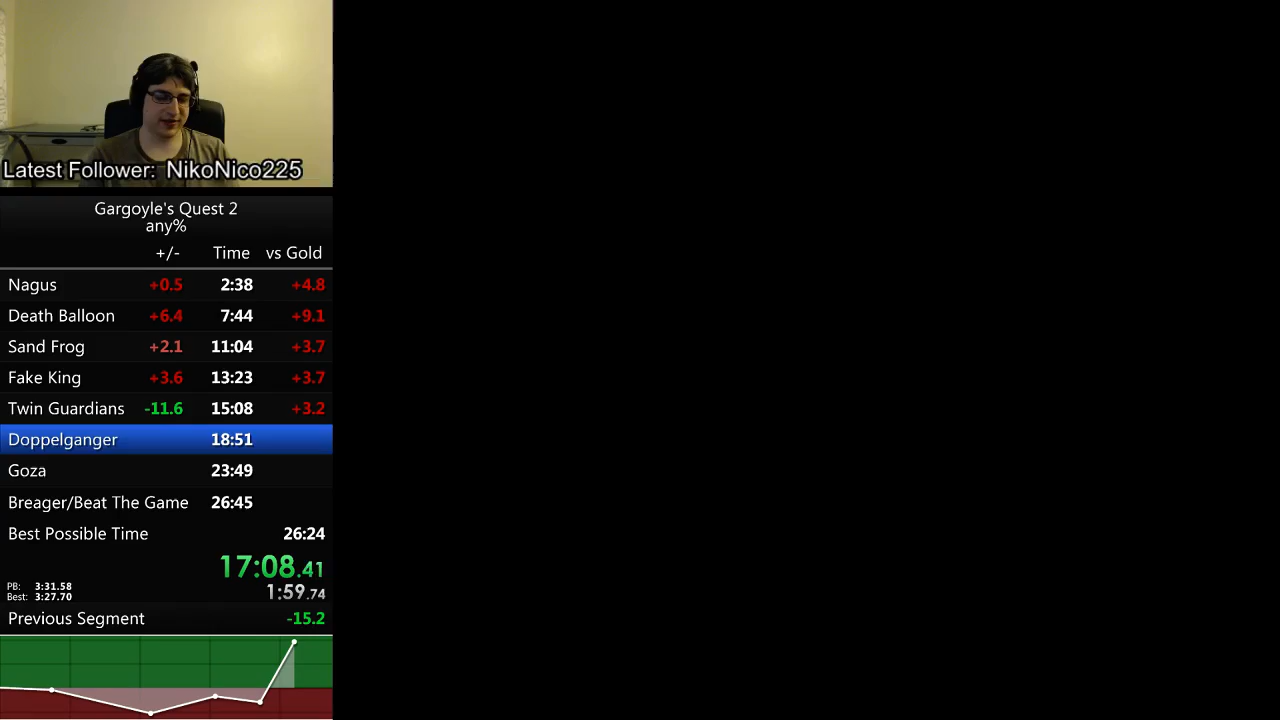 Latest Follower: NikoNico225
Gargoyle's Quest 2
any%
+/- Time vs Gold
Nagus +0.5 2:38 +4.8
Death Balloon +6.4 7:44 +9.1
Sand Frog +2.1 11:04 +3.7
Fake King +3.6 13:23 +3.7
Twin Guardians -11.6 15:08 +3.2
Doppelganger 18:51
Goza 23:49
Breager/Beat The Game 26:45
Best Possible Time 26:24
17:08.41
PB: 3:31.58
Best: 3:27.70
1:59.74
Previous Segment -15.2